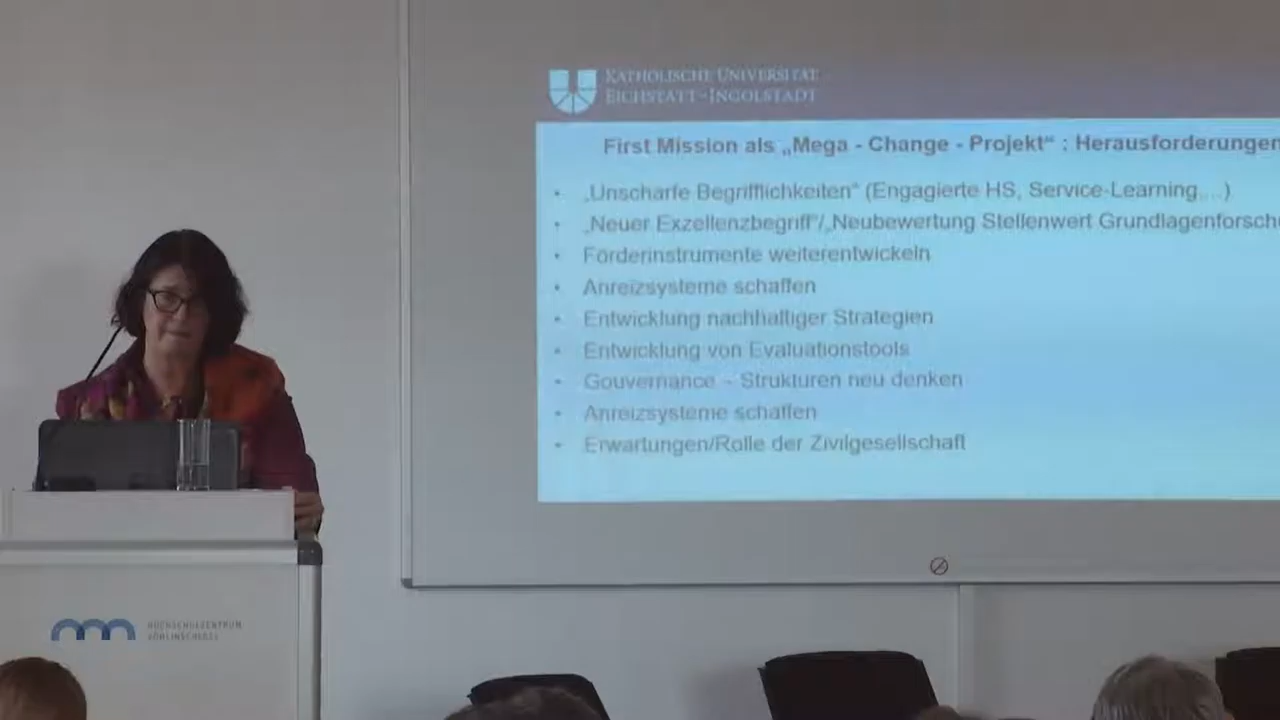 KATHOLISCHE UNIVERSITÄT
EICHSTÄTT-INGOLSTADT
First Mission als „Mega - Change - Projekt“ : Herausforderungen
• „Unscharfe Begrifflichkeiten“ (Engagierte HS, Service-Learning,...)
• „Neuer Exzellenzbegriff“/„Neubewertung Stellenwert Grundlagenforsch
• Förderinstrumente weiterentwickeln
• Anreizsysteme schaffen
• Entwicklung nachhaltiger Strategien
• Entwicklung von Evaluationstools
• Gouvernance – Strukturen neu denken
• Anreizsysteme schaffen
• Erwartungen/Rolle der Zivilgesellschaft
HOCHSCHULZENTRUM
VÖHLINSCHLOSS